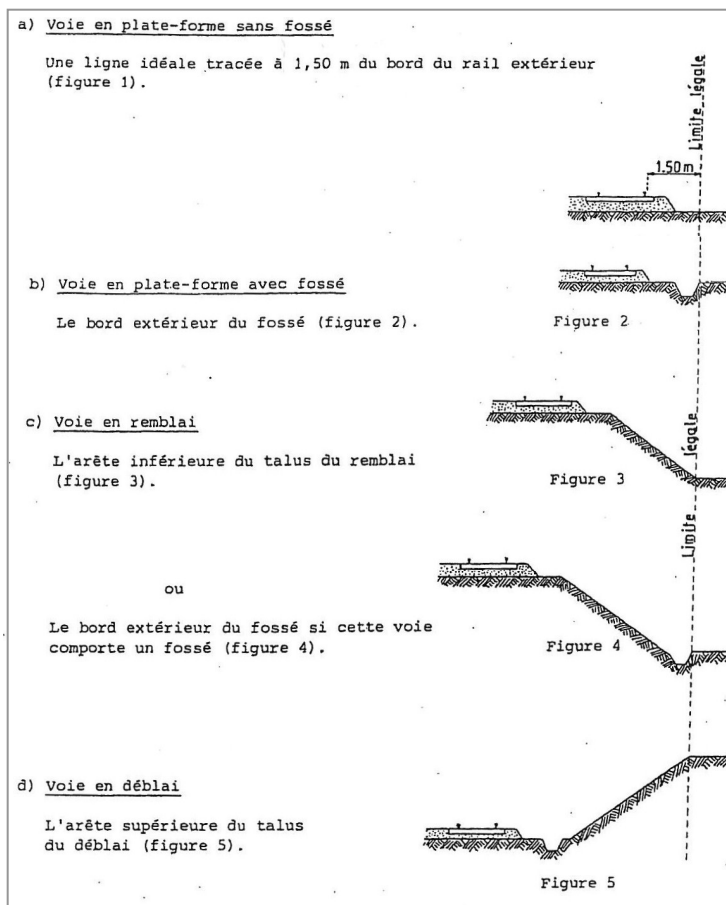 a) Voie en plate-forme sans fossé
Une ligne idéale tracée à 1,50 m du bord du rail extérieur
(figure 1).
Limite légale
1.50m
b) Voie en plate-forme avec fossé
Le bord extérieur du fossé (figure 2).
Figure 2
c) Voie en remblai
L'arête inférieure du talus du remblai
(figure 3).
Figure 3
Limite légale
ou
Le bord extérieur du fossé si cette voie
comporte un fossé (figure 4).
Figure 4
d) Voie en déblai
L'arête supérieure du talus
du déblai (figure 5).
Figure 5